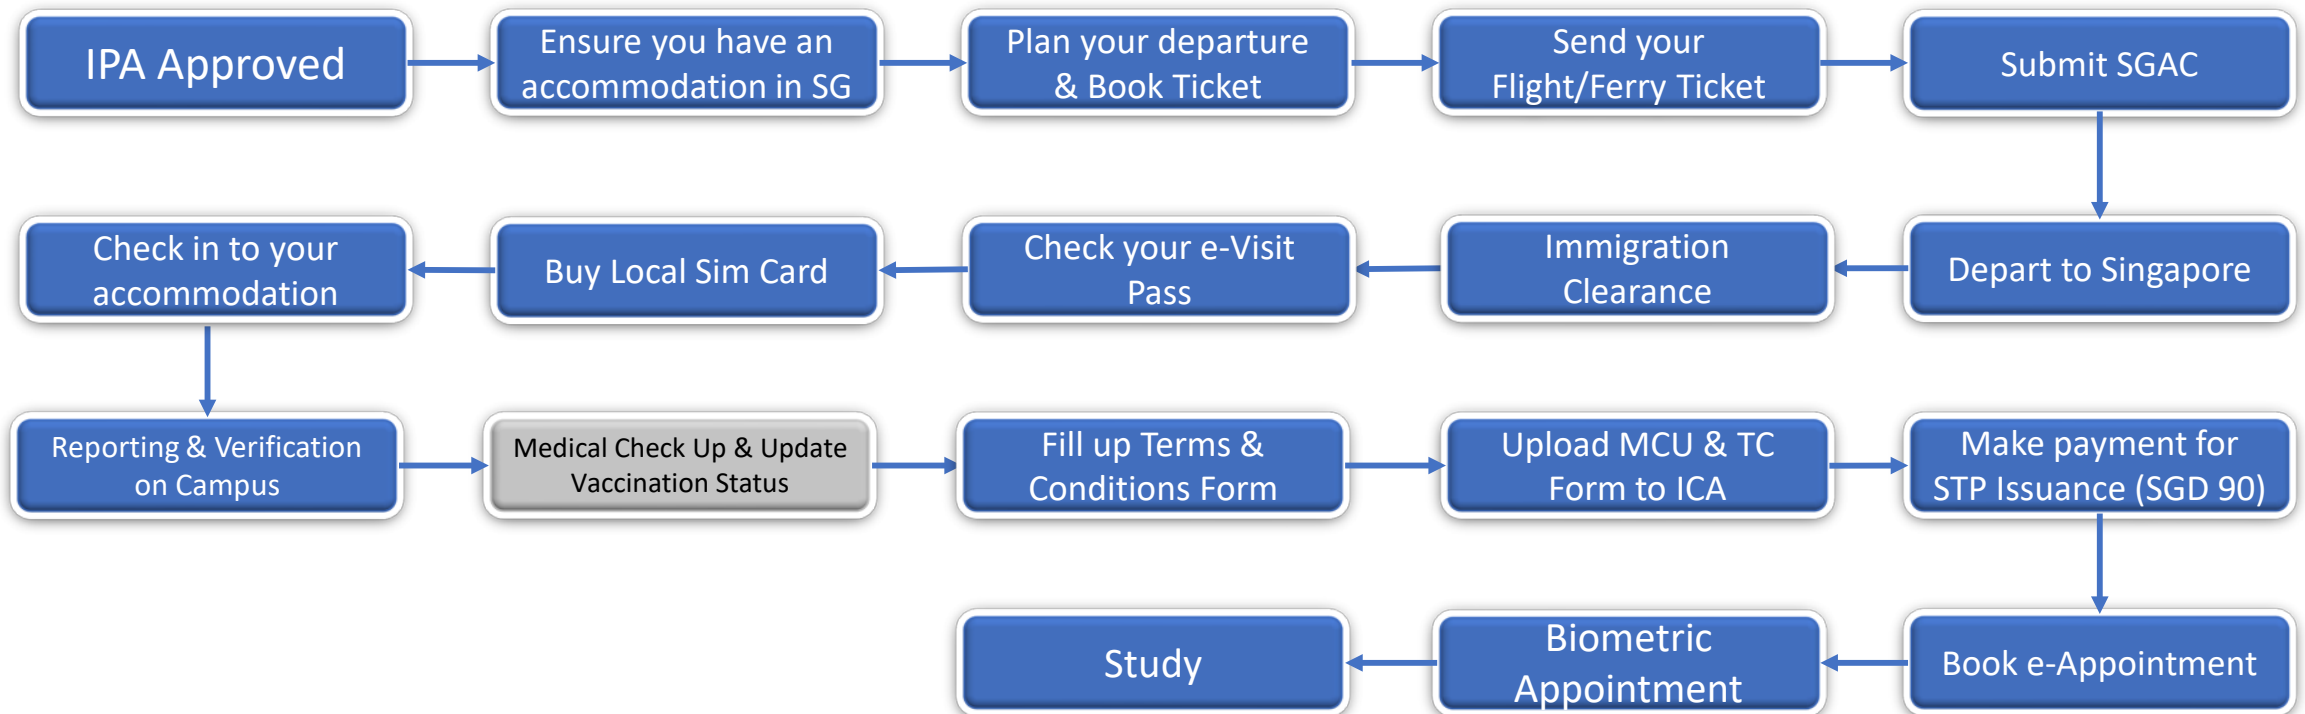 IPA Approved
Ensure you have an
accommodation in SG
Plan your departure
& Book Ticket
Send your
Flight/Ferry Ticket
Submit SGAC
Depart to Singapore
Immigration
Clearance
Check your e-Visit
Pass
Buy Local Sim Card
Check in to your
accommodation
Reporting & Verification
on Campus
Medical Check Up & Update
Vaccination Status
Fill up Terms &
Conditions Form
Upload MCU & TC
Form to ICA
Make payment for
STP Issuance (SGD 90)
Book e-Appointment
Biometric
Appointment
Study